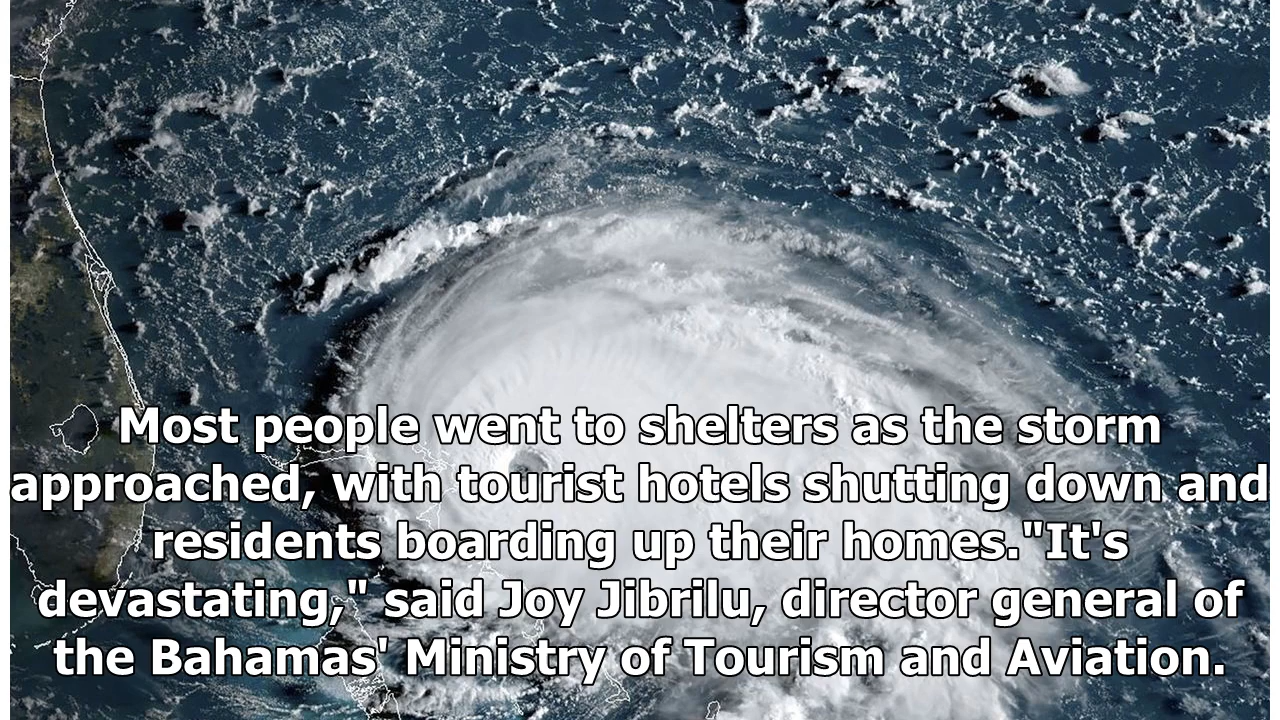 Most people went to shelters as the storm
approached, with tourist hotels shutting down and
residents boarding up their homes."It's
devastating," said Joy Jibrilu, director general of
the Bahamas' Ministry of Tourism and Aviation.